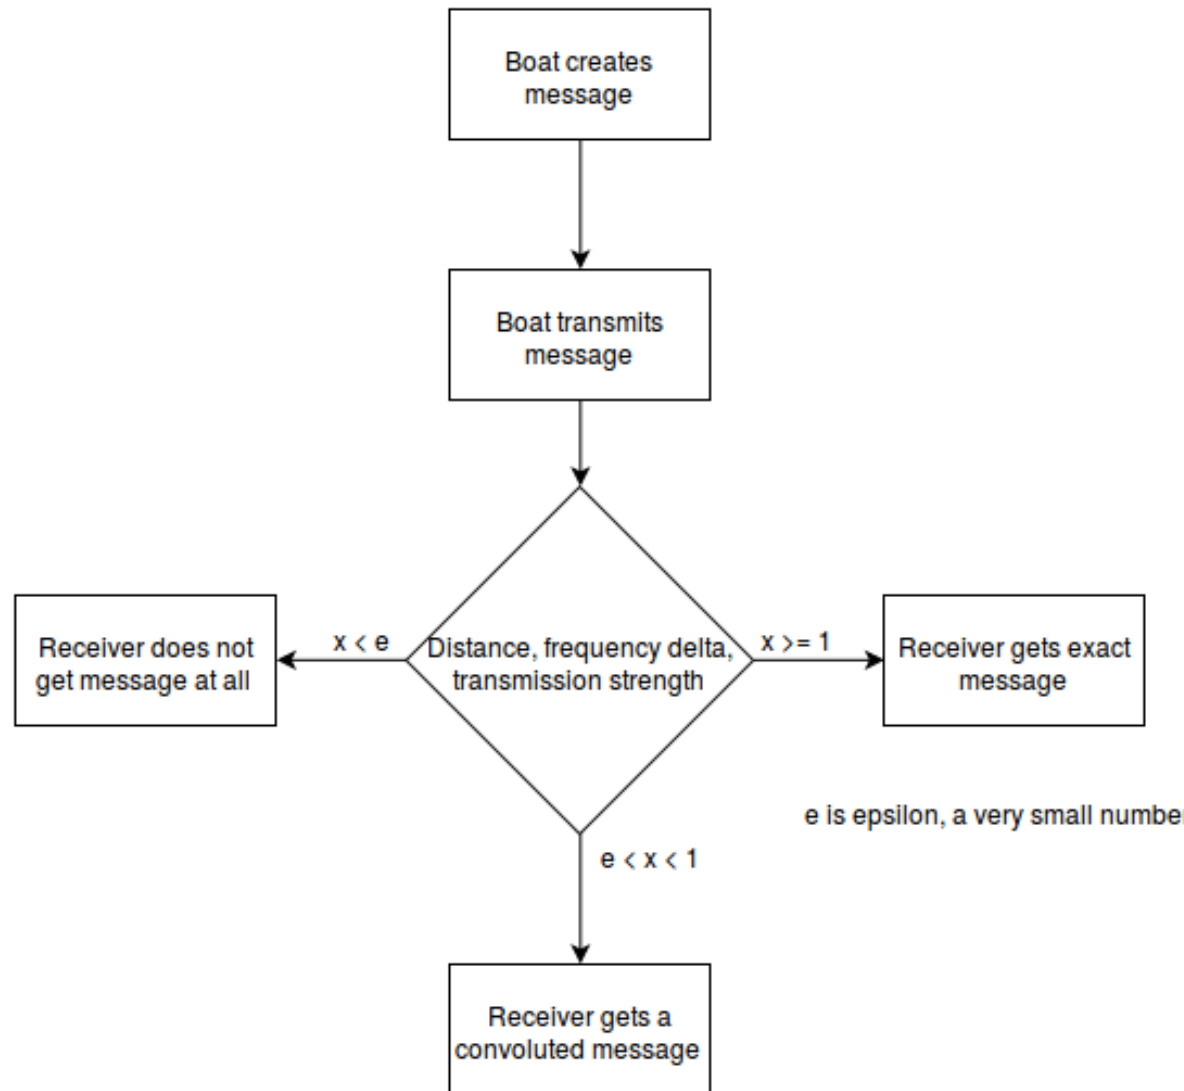 Boat creates
message
Boat transmits
message
Receiver does not
get message at all
x < e
Distance, frequency delta,
transmission strength
x >= 1
Receiver gets exact
message
e is epsilon, a very small number
e < x < 1
Receiver gets a
convoluted message